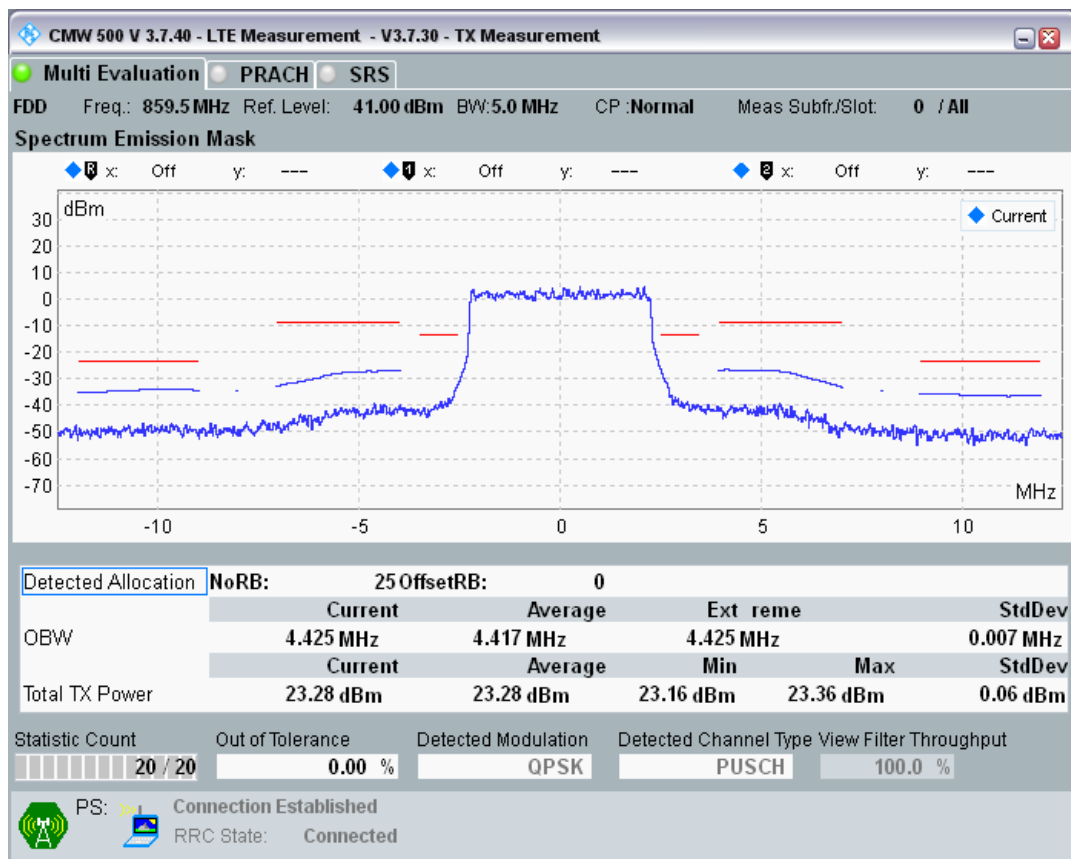 CMW 500 V 3.7.40 - LTE Measurement - V3.7.30 - TX Measurement
Multi Evaluation PRACH SRS
FDD Freq.: 859.5 MHz Ref. Level: 41.00 dBm BW:5.0 MHz CP :Normal Meas Subfr./Slot: 0 / All
Spectrum Emission Mask
R x: Off y: --- 1 x: Off y: --- 2 x: Off y: ---
dBm
Current
30
20
10
0
-10
-20
-30
-40
-50
-60
-70
MHz
-10 -5 0 5 10
Detected Allocation NoRB: 25 OffsetRB: 0
Current Average Ext reme StdDev
OBW 4.425 MHz 4.417 MHz 4.425 MHz 0.007 MHz
Current Average Min Max StdDev
Total TX Power 23.28 dBm 23.28 dBm 23.16 dBm 23.36 dBm 0.06 dBm
Statistic Count Out of Tolerance Detected Modulation Detected Channel Type View Filter Throughput
20 / 20 0.00 % QPSK PUSCH 100.0 %
PS: Connection Established
RRC State: Connected